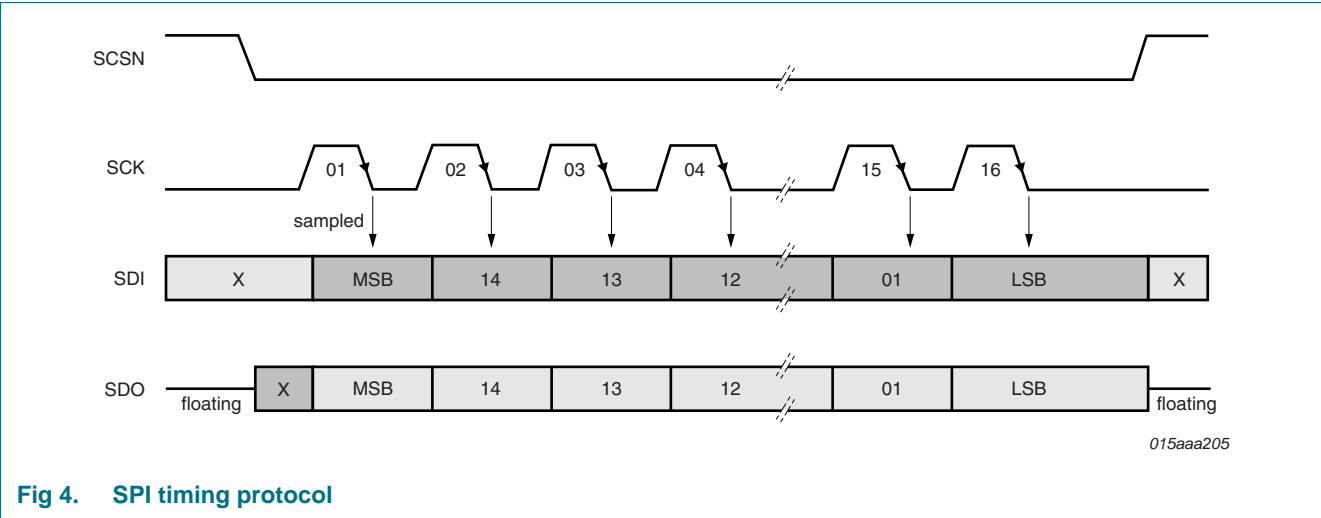 SCSN
SCK
01 02 03 04 15 16
sampled
SDI
X MSB 14 13 12 01 LSB X
SDO
X MSB 14 13 12 01 LSB
floating
floating
015aaa205
Fig 4. SPI timing protocol